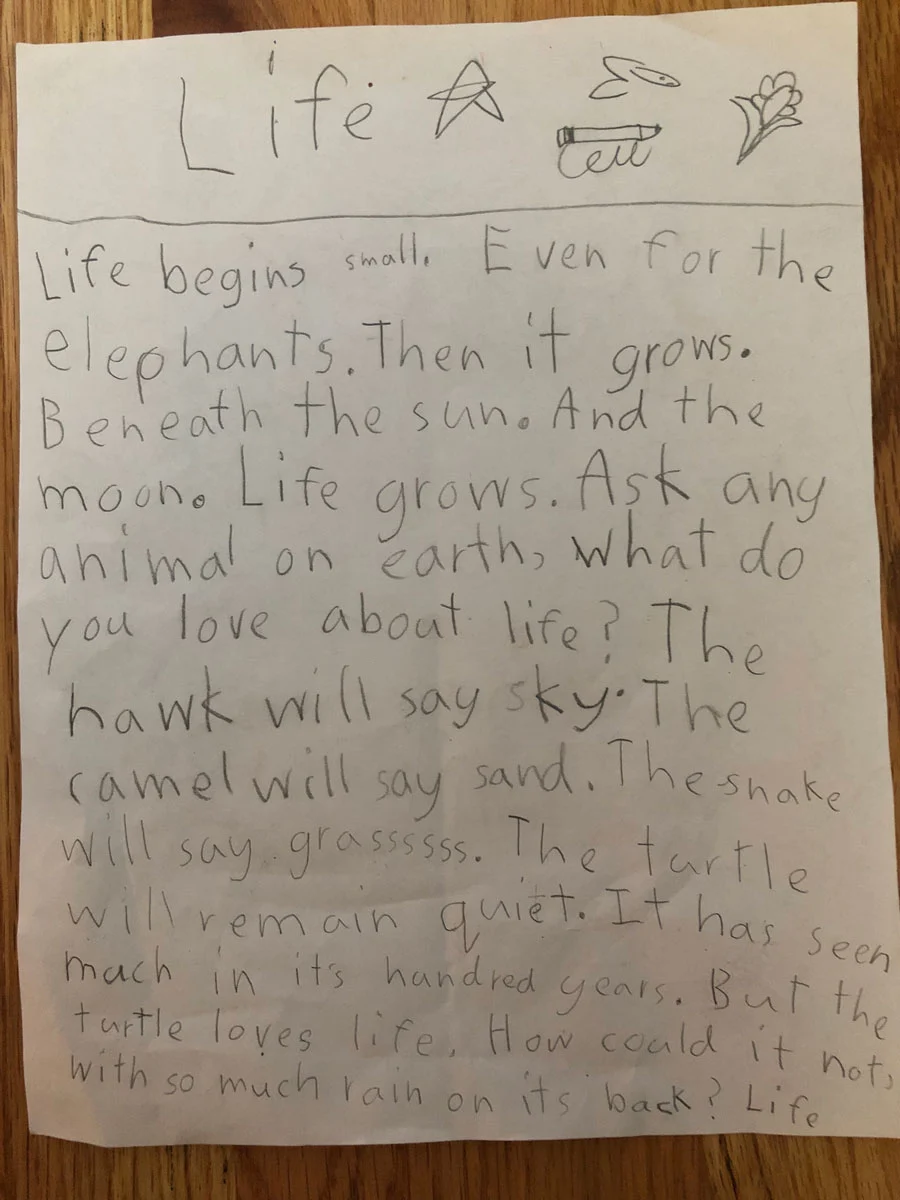 Life
Life begins small. Even for the
elephants. Then it grows.
Beneath the sun. And the
moon. Life grows. Ask any
animal on earth, what do
you love about life? The
hawk will say sky. The
camel will say sand. The snake
will say grasssssss. The turtle
will remain quiet. It has seen
much in it's hundred years. But the
turtle loves life. How could it not,
with so much rain on its back? Life